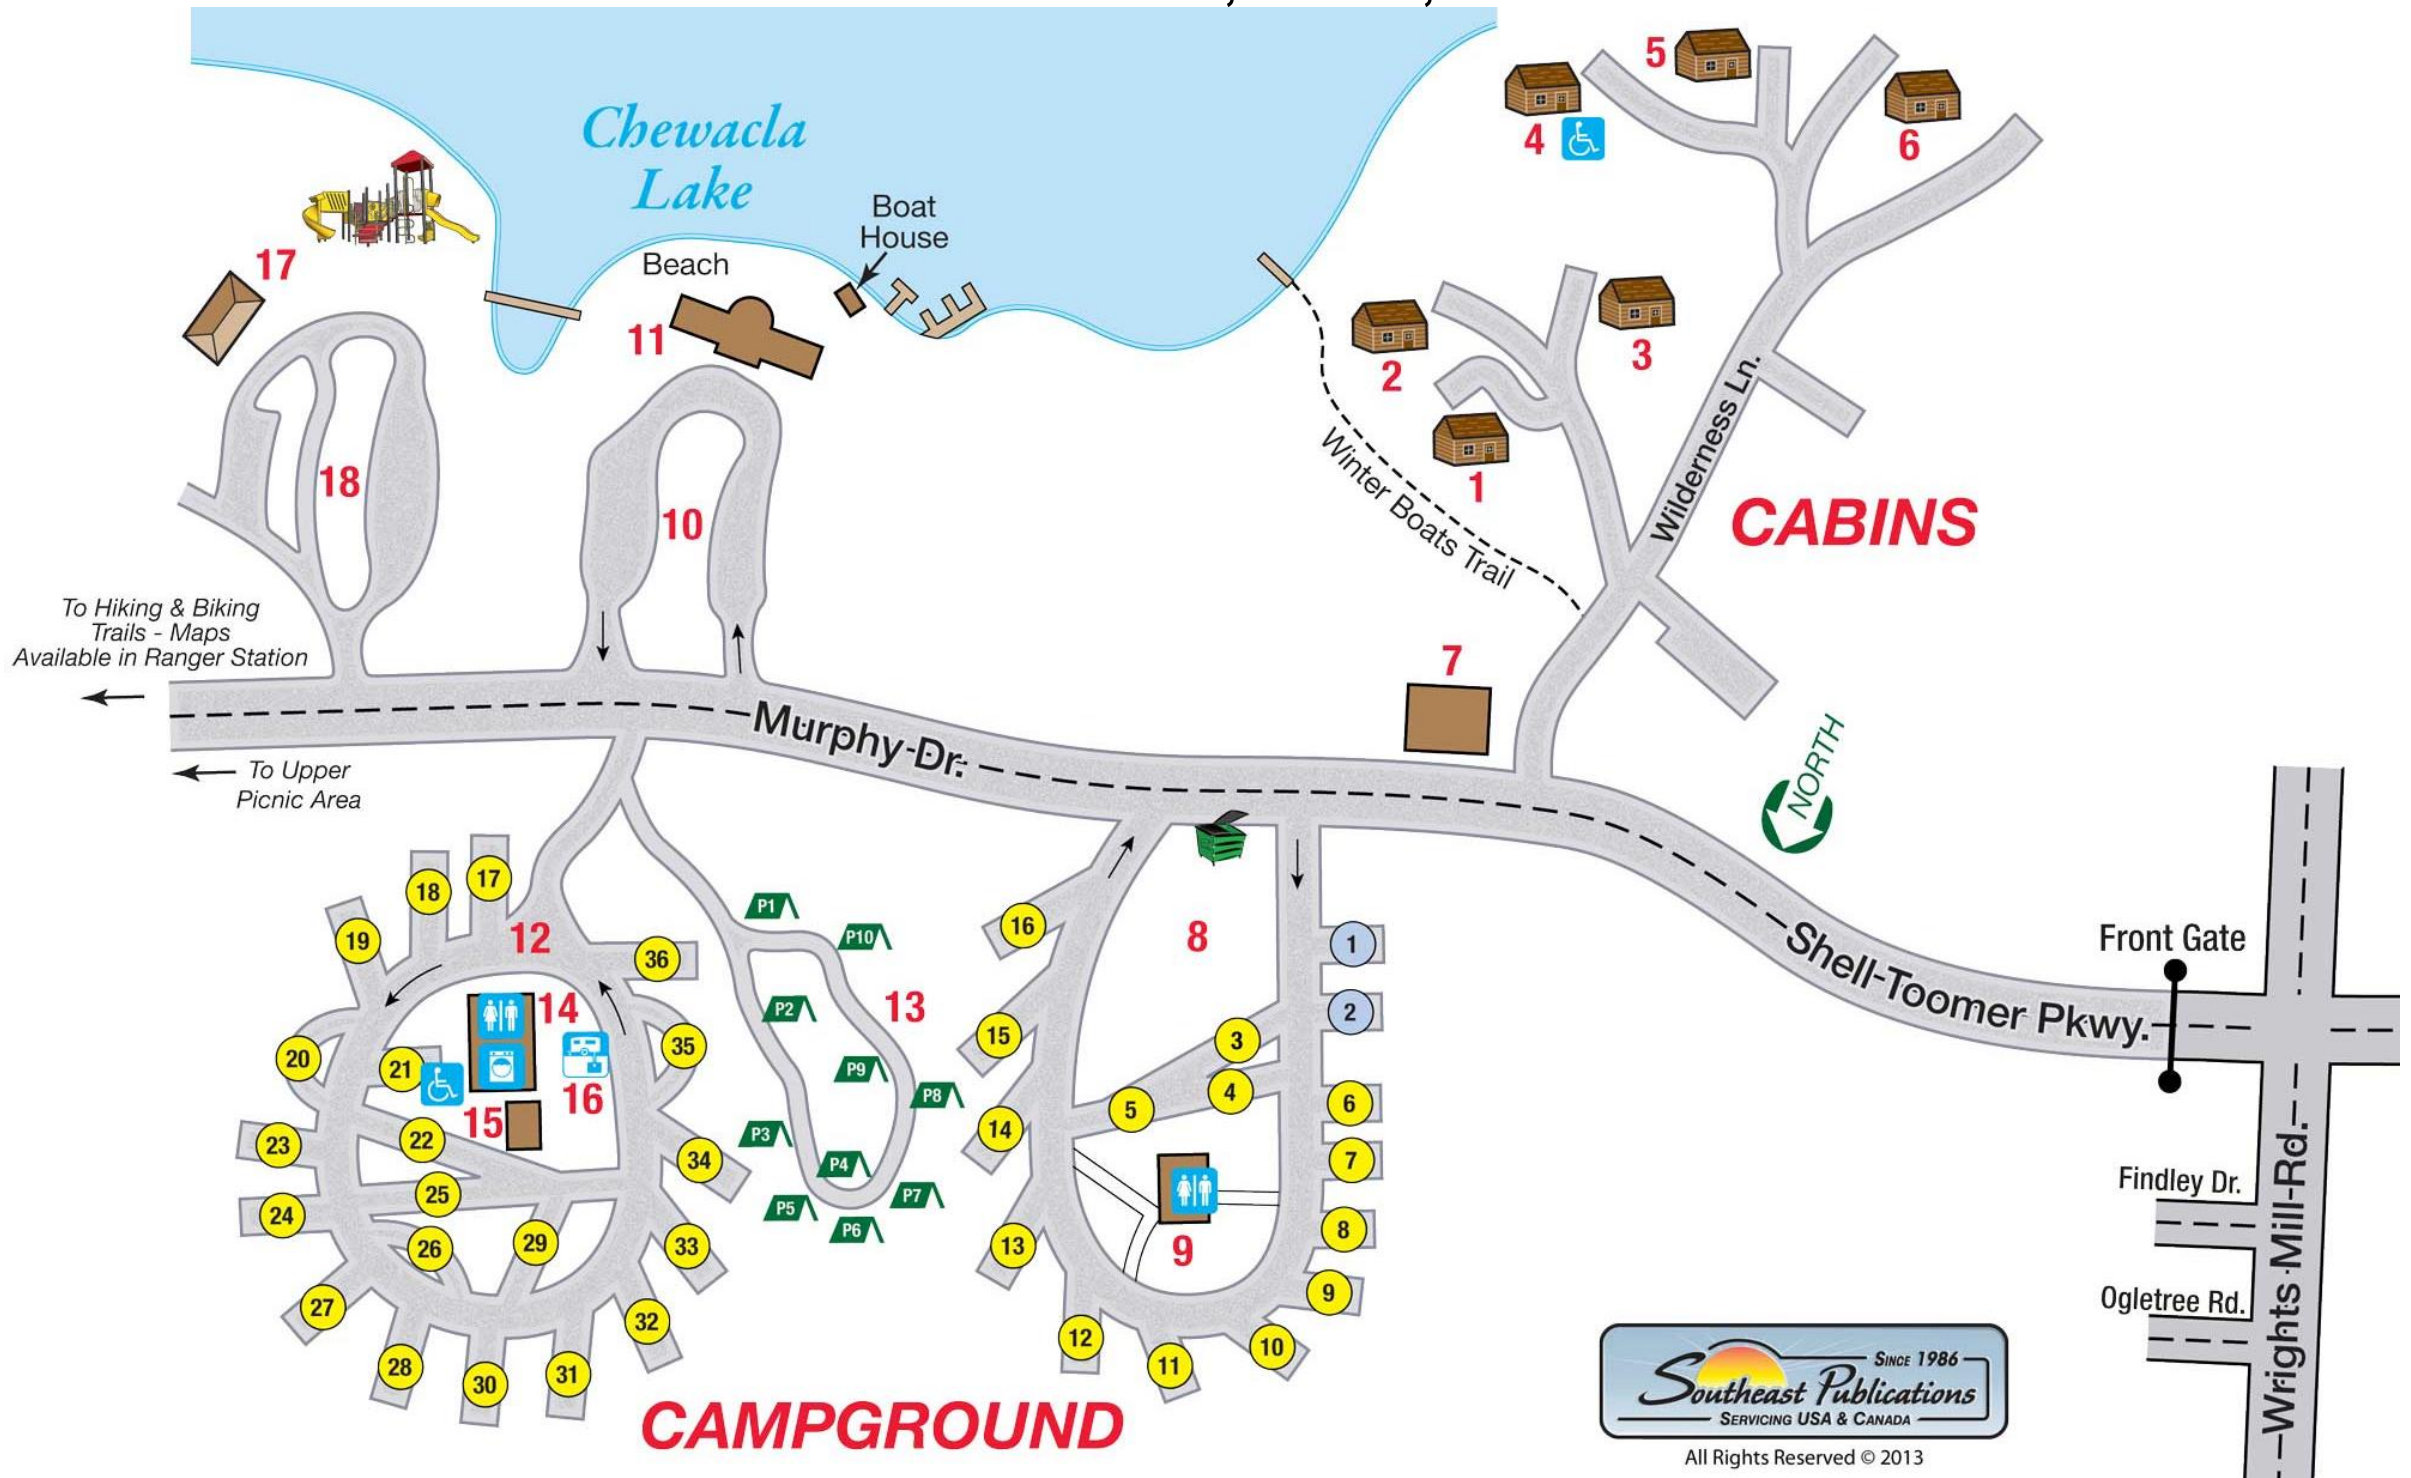 Chewacla
Lake
Boat
House
Beach
17
11
18
10
5
4
6
2
3
1
Winter Boats Trail
Wilderness Ln.
CABINS
7
To Hiking & Biking
Trails - Maps
Available in Ranger Station
To Upper
Picnic Area
Murphy Dr.
Shell-Toomer Pkwy.
NORTH
Front Gate
Findley Dr.
Ogletree Rd.
Wrights Mill Rd.
12
14
15
16
17
18
19
20
21
22
23
24
25
26
27
28
29
30
31
32
33
34
35
36
13
P1
P10
P2
P9
P8
P3
P4
P7
P5
P6
8
9
16
15
14
13
12
11
10
9
8
7
6
5
4
3
2
1
CAMPGROUND
Since 1986
Southeast Publications
Servicing USA & Canada
All Rights Reserved © 2013